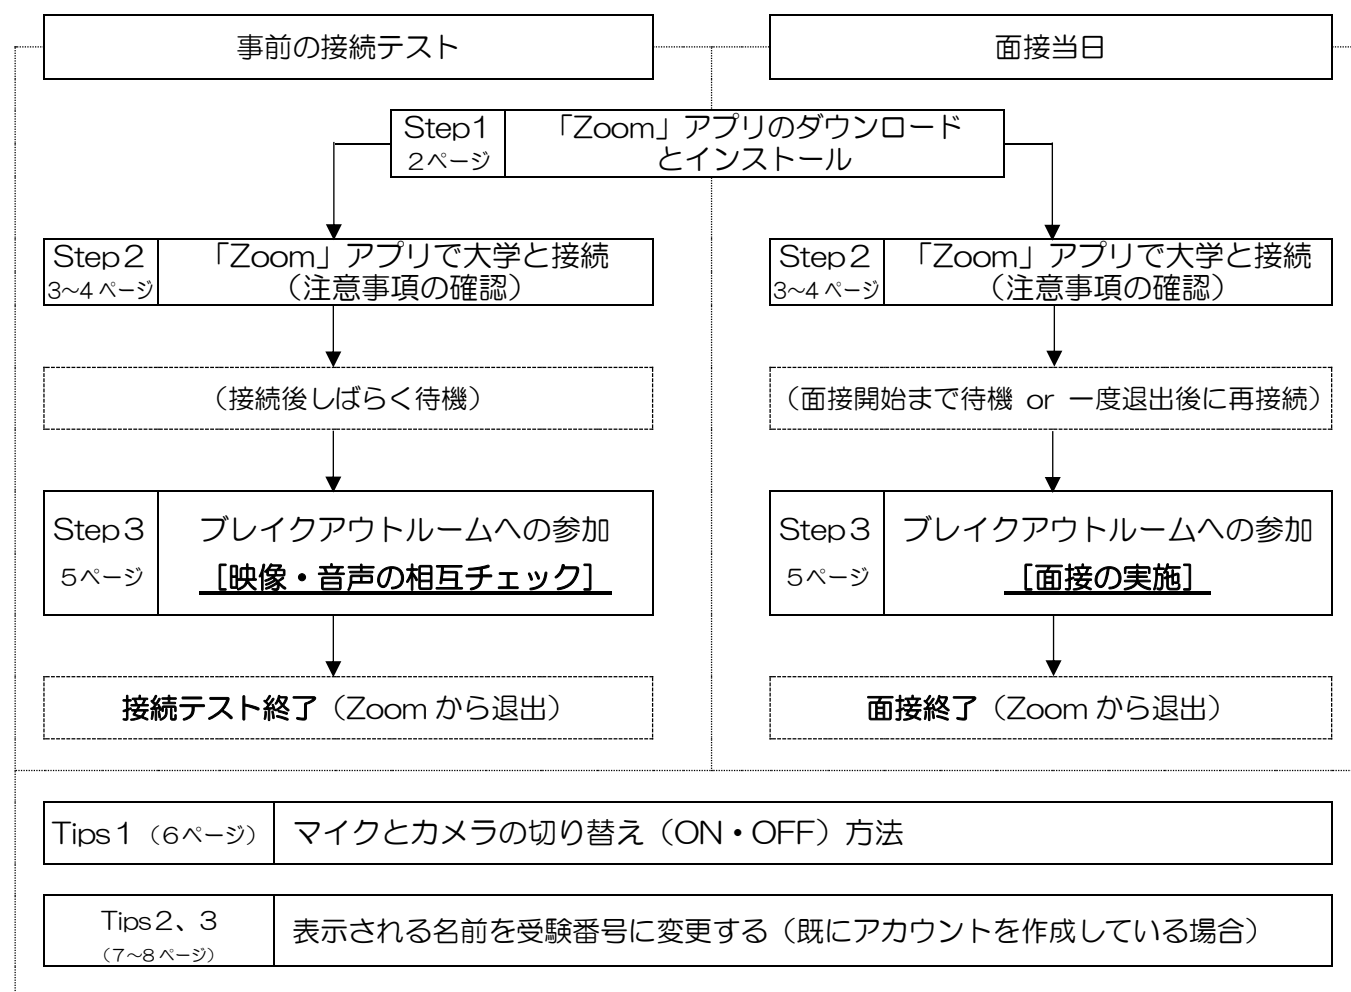 事前の接続テスト
面接当日
Step1
2ページ
「Zoom」アプリのダウンロード
とインストール
Step2
3~4ページ
「Zoom」アプリで大学と接続
（注意事項の確認）
Step2
3~4ページ
「Zoom」アプリで大学と接続
（注意事項の確認）
（接続後しばらく待機）
（面接開始まで待機 or 一度退出後に再接続）
Step3
5ページ
ブレイクアウトルームへの参加
［映像・音声の相互チェック］
Step3
5ページ
ブレイクアウトルームへの参加
［面接の実施］
接続テスト終了（Zoomから退出）
面接終了（Zoomから退出）
Tips1（6ページ）
マイクとカメラの切り替え（ON・OFF）方法
Tips2、3
（7~8ページ）
表示される名前を受験番号に変更する（既にアカウントを作成している場合）